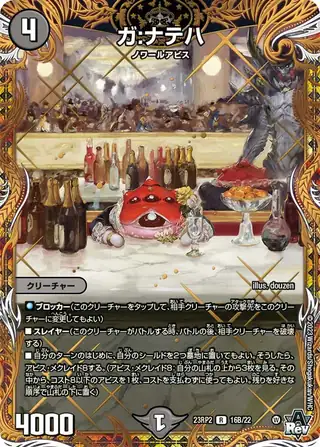 4
ガ:ナテハ
ノワールアビス
クリーチャー
illus. douzen
ブロッカー(このクリーチャーをタップして、相手クリーチャーの攻撃先をこのクリーチャーに変更してもよい)
スレイヤー(このクリーチャーがバトルする時、バトルの後、相手クリーチャーを破壊する)
自分のターンのはじめに、自分のシールドを2つ墓地に置いてもよい。そうしたら、
アビス・メクレイド8する。(アビス・メクレイド8:自分の山札の上から3枚を見る。その
中から、コスト8以下のアビスを1枚、コストを支払わずに使ってもよい。残りを好きな
順序で山札の下に置く)
4000
23RP2 R 16B/22
W
Rev
©2023 Wizards/Shogakukan/WHC